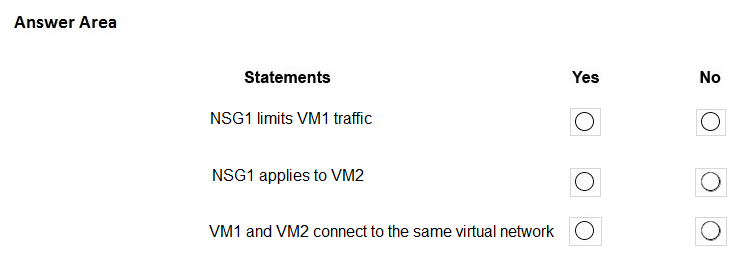 Answer Area
Statements Yes No
NSG1 limits VM1 traffic
NSG1 applies to VM2
VM1 and VM2 connect to the same virtual network